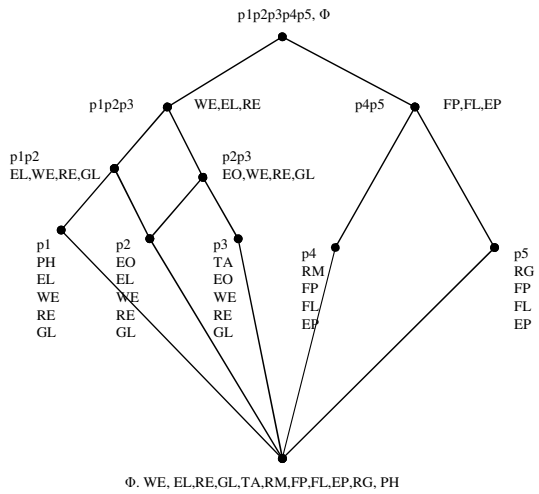 p1p2p3p4p5, Φ
p1p2p3 WE,EL,RE
p4p5 FP,FL,EP
p1p2
EL,WE,RE,GL
p2p3
EO,WE,RE,GL
p1
PH
EL
WE
RE
GL
p2
EO
EL
WE
RE
GL
p3
TA
EO
WE
RE
GL
p4
RM
FP
FL
EP
p5
RG
FP
FL
EP
Φ. WE, EL,RE,GL,TA,RM,FP,FL,EP,RG, PH